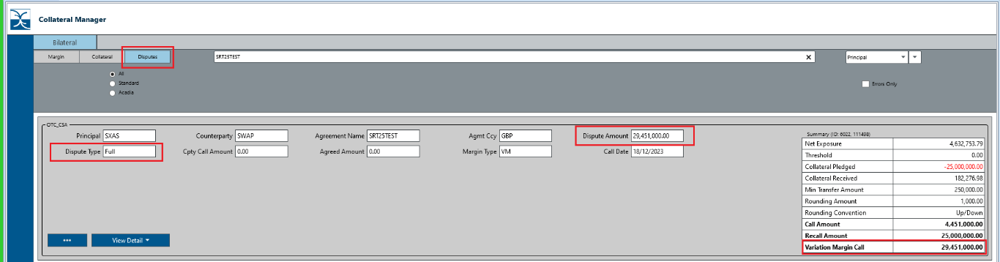 Collateral Manager
Bilateral
Margin Collateral Disputes SRT25TEST Principal
All
Standard
Acadia
Errors Only
OTC_CSA
Principal SXAS Counterparty SWAP Agreement Name SRT25TEST Agmt Ccy GBP Dispute Amount 29,451,000.00
Dispute Type Full Cpty Call Amount 0.00 Agreed Amount 0.00 Margin Type VM Call Date 18/12/2023
Summary (ID: 6022, 111498)
Net Exposure 4,632,753.79
Threshold 0.00
Collateral Pledged -25,000,000.00
Collateral Received 182,276.98
Min Transfer Amount 250,000.00
Rounding Amount 1,000.00
Rounding Convention Up/Down
Call Amount 4,451,000.00
Recall Amount 25,000,000.00
Variation Margin Call 29,451,000.00
••• View Detail